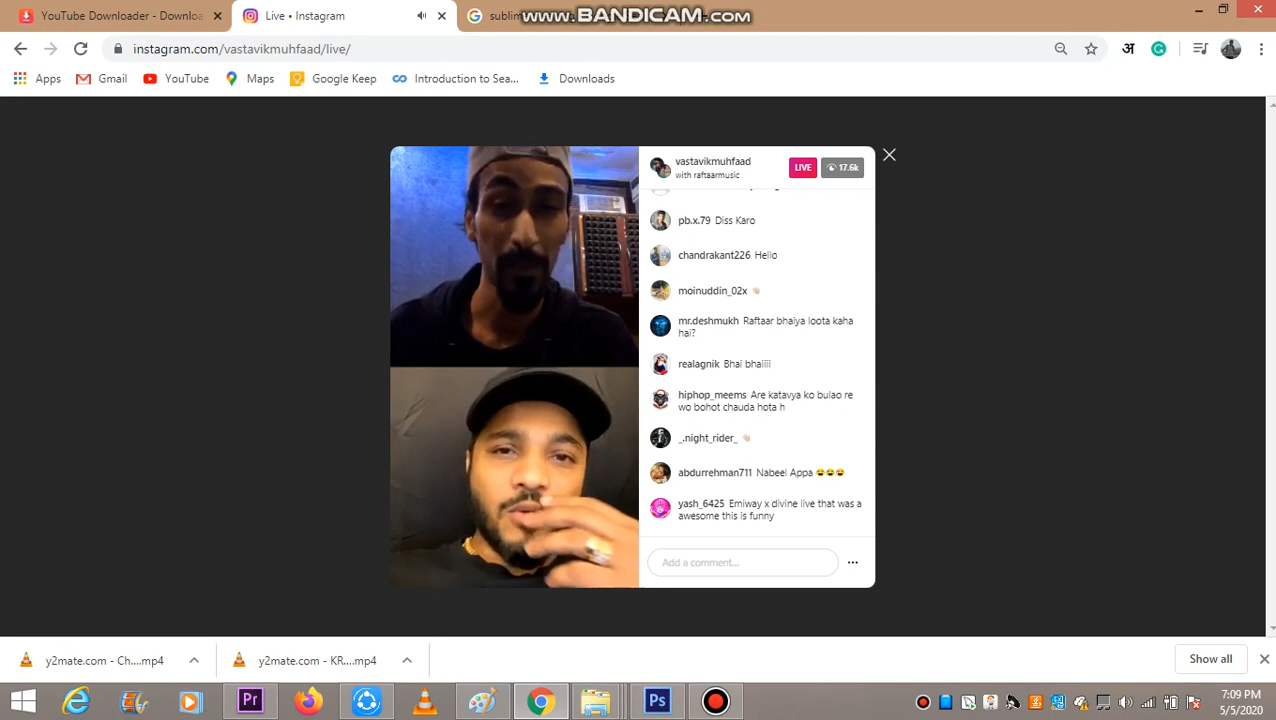 YouTube Downloader - Downloa
Live • Instagram
subli
WWW.BANDICAM.COM
instagram.com/vastavikmuhfaad/live/
अ
Apps
Gmail
YouTube
Maps
Google Keep
Introduction to Sea...
Downloads
vastavikmuhfaad
with raftaarmusic
LIVE
17.6k
pb.x.79 Diss Karo
chandrakant226 Hello
moinuddin_02x 👏🏻
mr.deshmukh Raftaar bhaiya loota kaha
hai?
realagnik Bhai bhaiiii
hiphop_meems Are katavya ko bulao re
wo bohot chauda hota h
_.night_rider_ 👏🏻
abdurrehman711 Nabeel Appa 😂😂😂
yash_6425 Emiway x divine live that was a
awesome this is funny
Add a comment...
y2mate.com - Ch....mp4
y2mate.com - KR....mp4
Show all
Pr
Ps
7:09 PM
5/5/2020